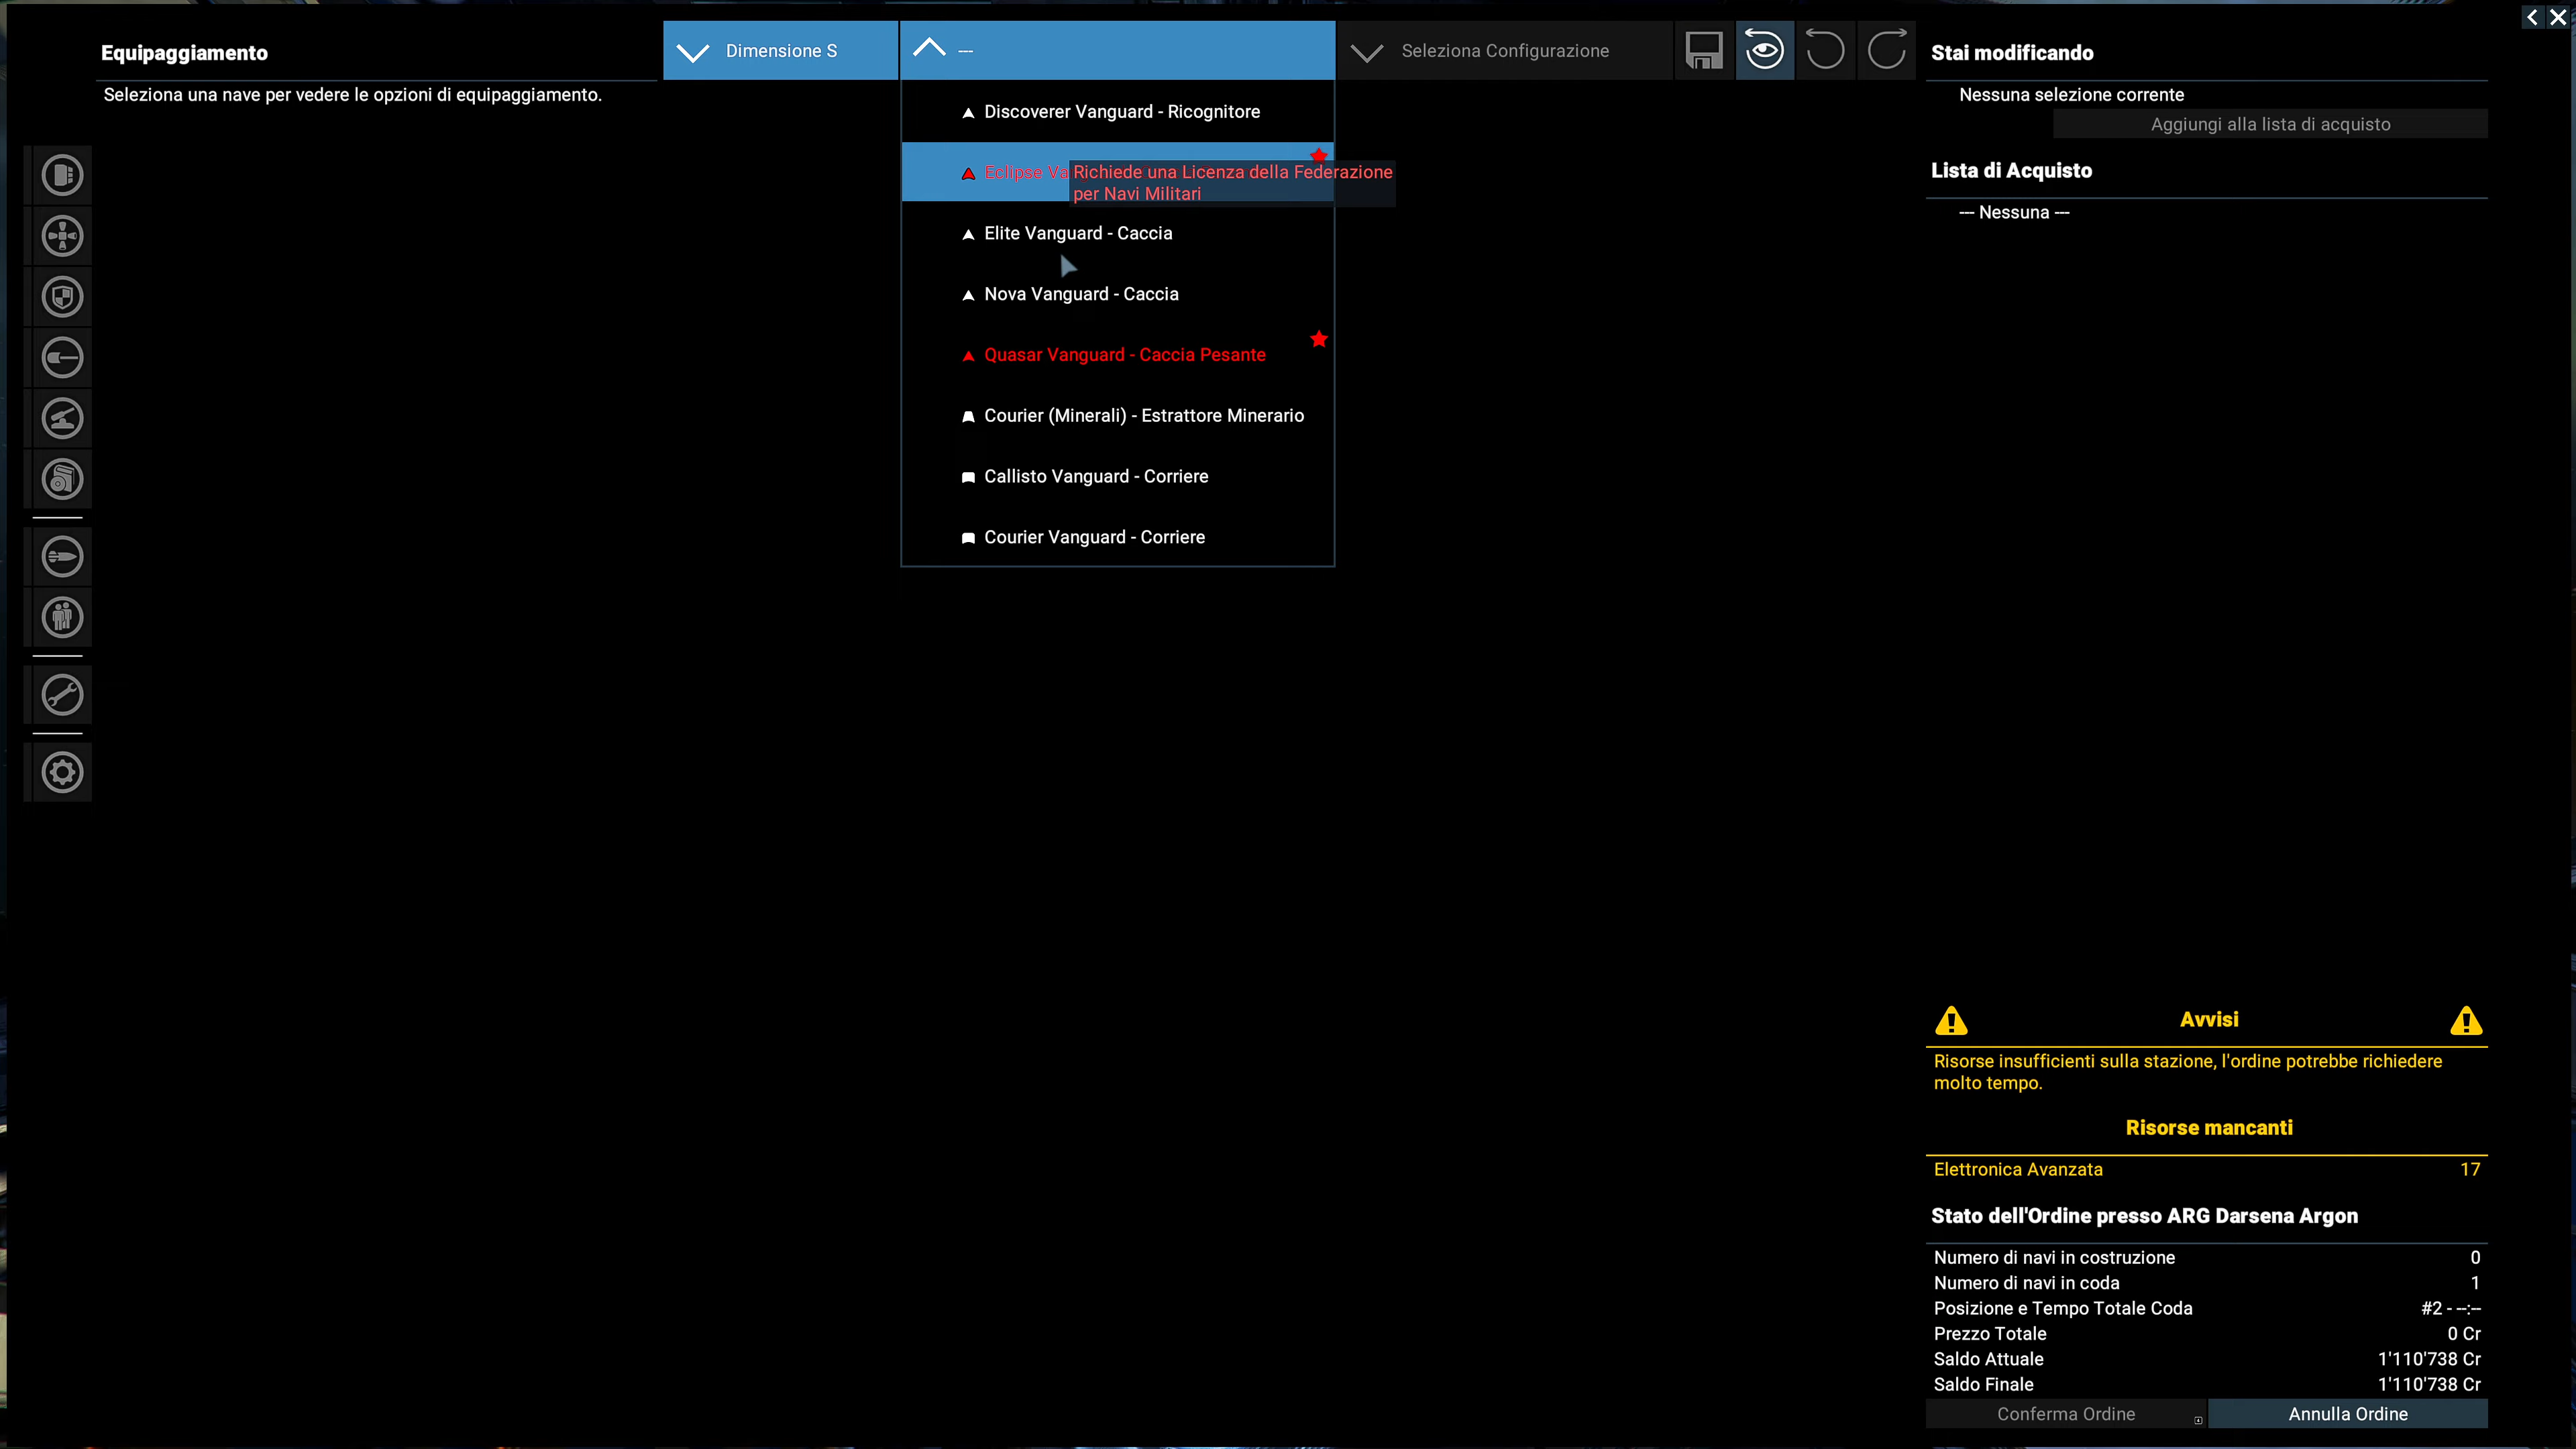 Equipaggiamento
Seleziona una nave per vedere le opzioni di equipaggiamento.
Dimensione S
---
Seleziona Configurazione
Discoverer Vanguard - Ricognitore
Eclipse Va
Richiede una Licenza della Federazione
per Navi Militari
Elite Vanguard - Caccia
Nova Vanguard - Caccia
Quasar Vanguard - Caccia Pesante
Courier (Minerali) - Estrattore Minerario
Callisto Vanguard - Corriere
Courier Vanguard - Corriere
Stai modificando
Nessuna selezione corrente
Aggiungi alla lista di acquisto
Lista di Acquisto
--- Nessuna ---
Avvisi
Risorse insufficienti sulla stazione, l'ordine potrebbe richiedere
molto tempo.
Risorse mancanti
Elettronica Avanzata 17
Stato dell'Ordine presso ARG Darsena Argon
Numero di navi in costruzione 0
Numero di navi in coda 1
Posizione e Tempo Totale Coda #2 - --:--
Prezzo Totale 0 Cr
Saldo Attuale 1'110'738 Cr
Saldo Finale 1'110'738 Cr
Conferma Ordine
Annulla Ordine